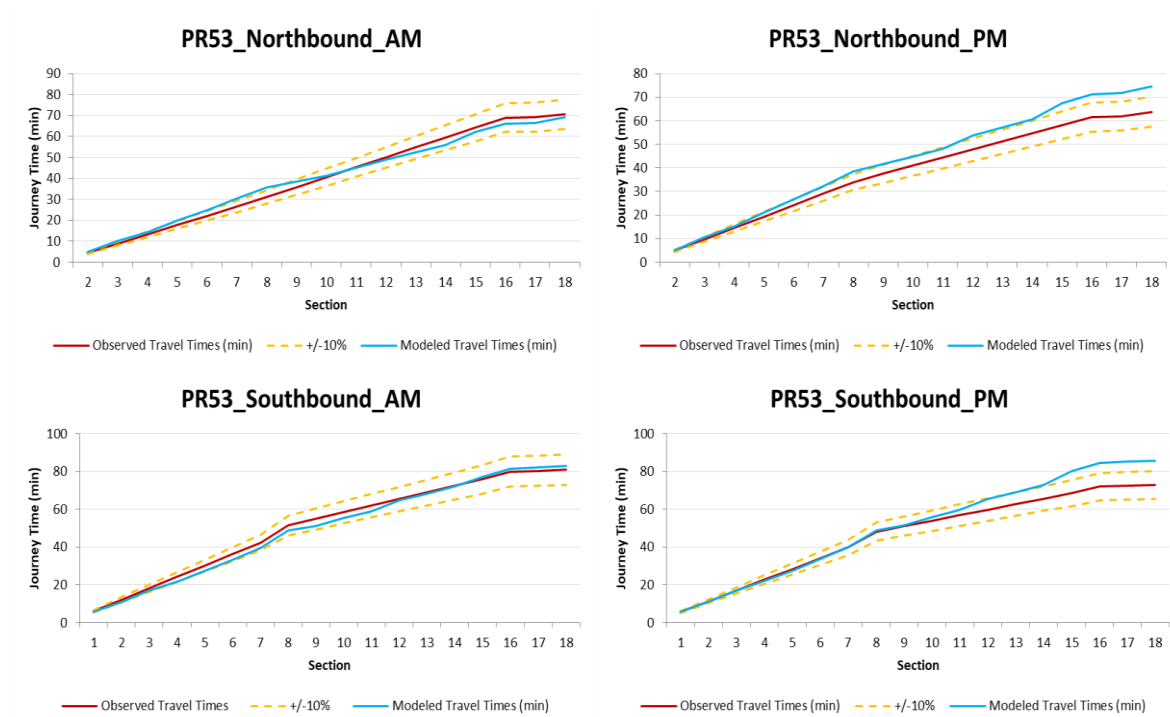 PR53_Northbound_AM
Journey Time (min)
90
80
70
60
50
40
30
20
10
0
2 3 4 5 6 7 8 9 10 11 12 13 14 15 16 17 18
Section
Observed Travel Times (min) +/-10% Modeled Travel Times (min)
PR53_Northbound_PM
Journey Time (min)
80
70
60
50
40
30
20
10
0
2 3 4 5 6 7 8 9 10 11 12 13 14 15 16 17 18
Section
Observed Travel Times (min) +/-10% Modeled Travel Times (min)
PR53_Southbound_AM
Journey Time (min)
100
80
60
40
20
0
1 2 3 4 5 6 7 8 9 10 11 12 13 14 15 16 17 18
Section
Observed Travel Times +/-10% Modeled Travel Times (min)
PR53_Southbound_PM
Journey Time (min)
100
80
60
40
20
0
1 2 3 4 5 6 7 8 9 10 11 12 13 14 15 16 17 18
Section
Observed Travel Times (min) +/-10% Modeled Travel Times (min)